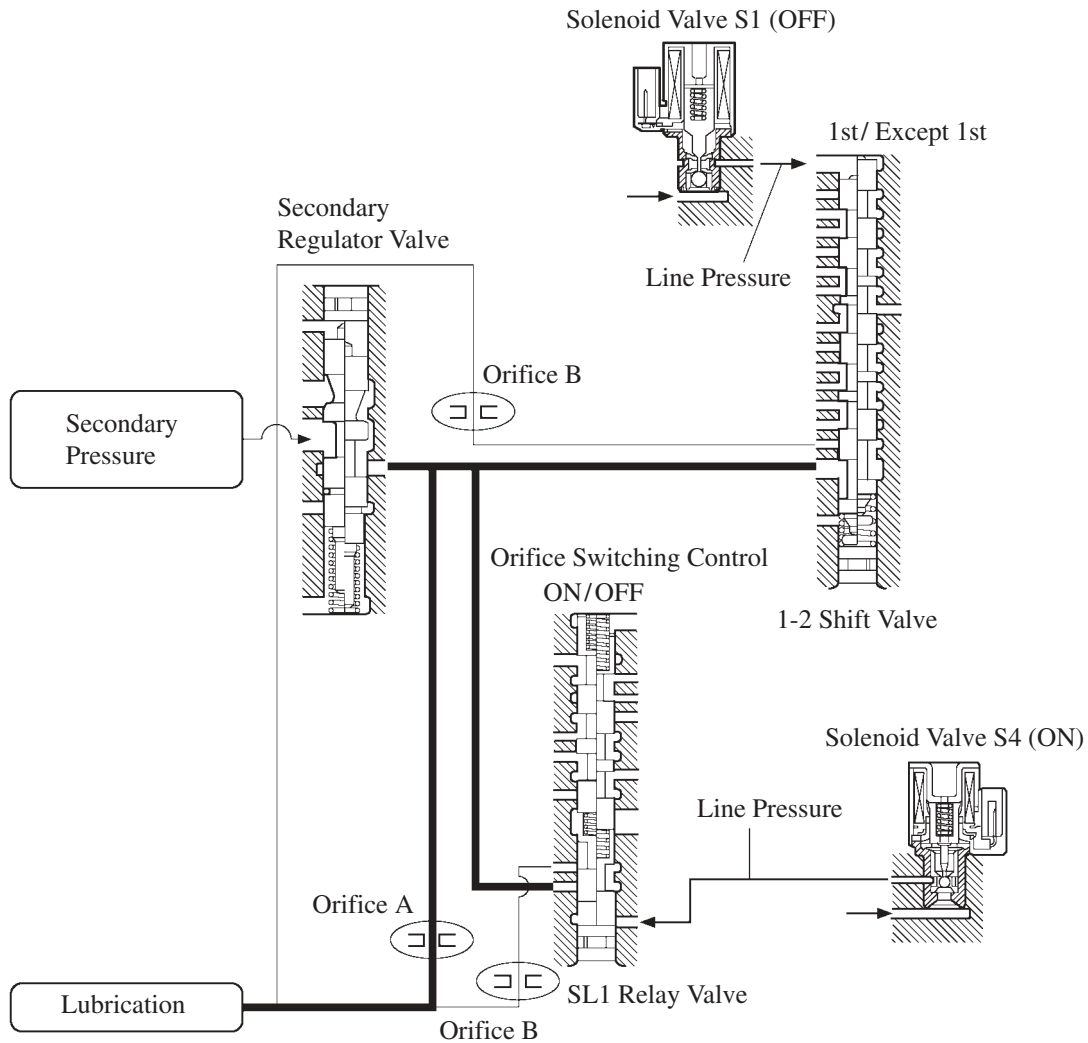 Solenoid Valve S1 (OFF)
1st/ Except 1st
Secondary
Regulator Valve
Line Pressure
Orifice B
Secondary
Pressure
Orifice Switching Control
ON/OFF
1-2 Shift Valve
Solenoid Valve S4 (ON)
Line Pressure
Orifice A
Lubrication
SL1 Relay Valve
Orifice B